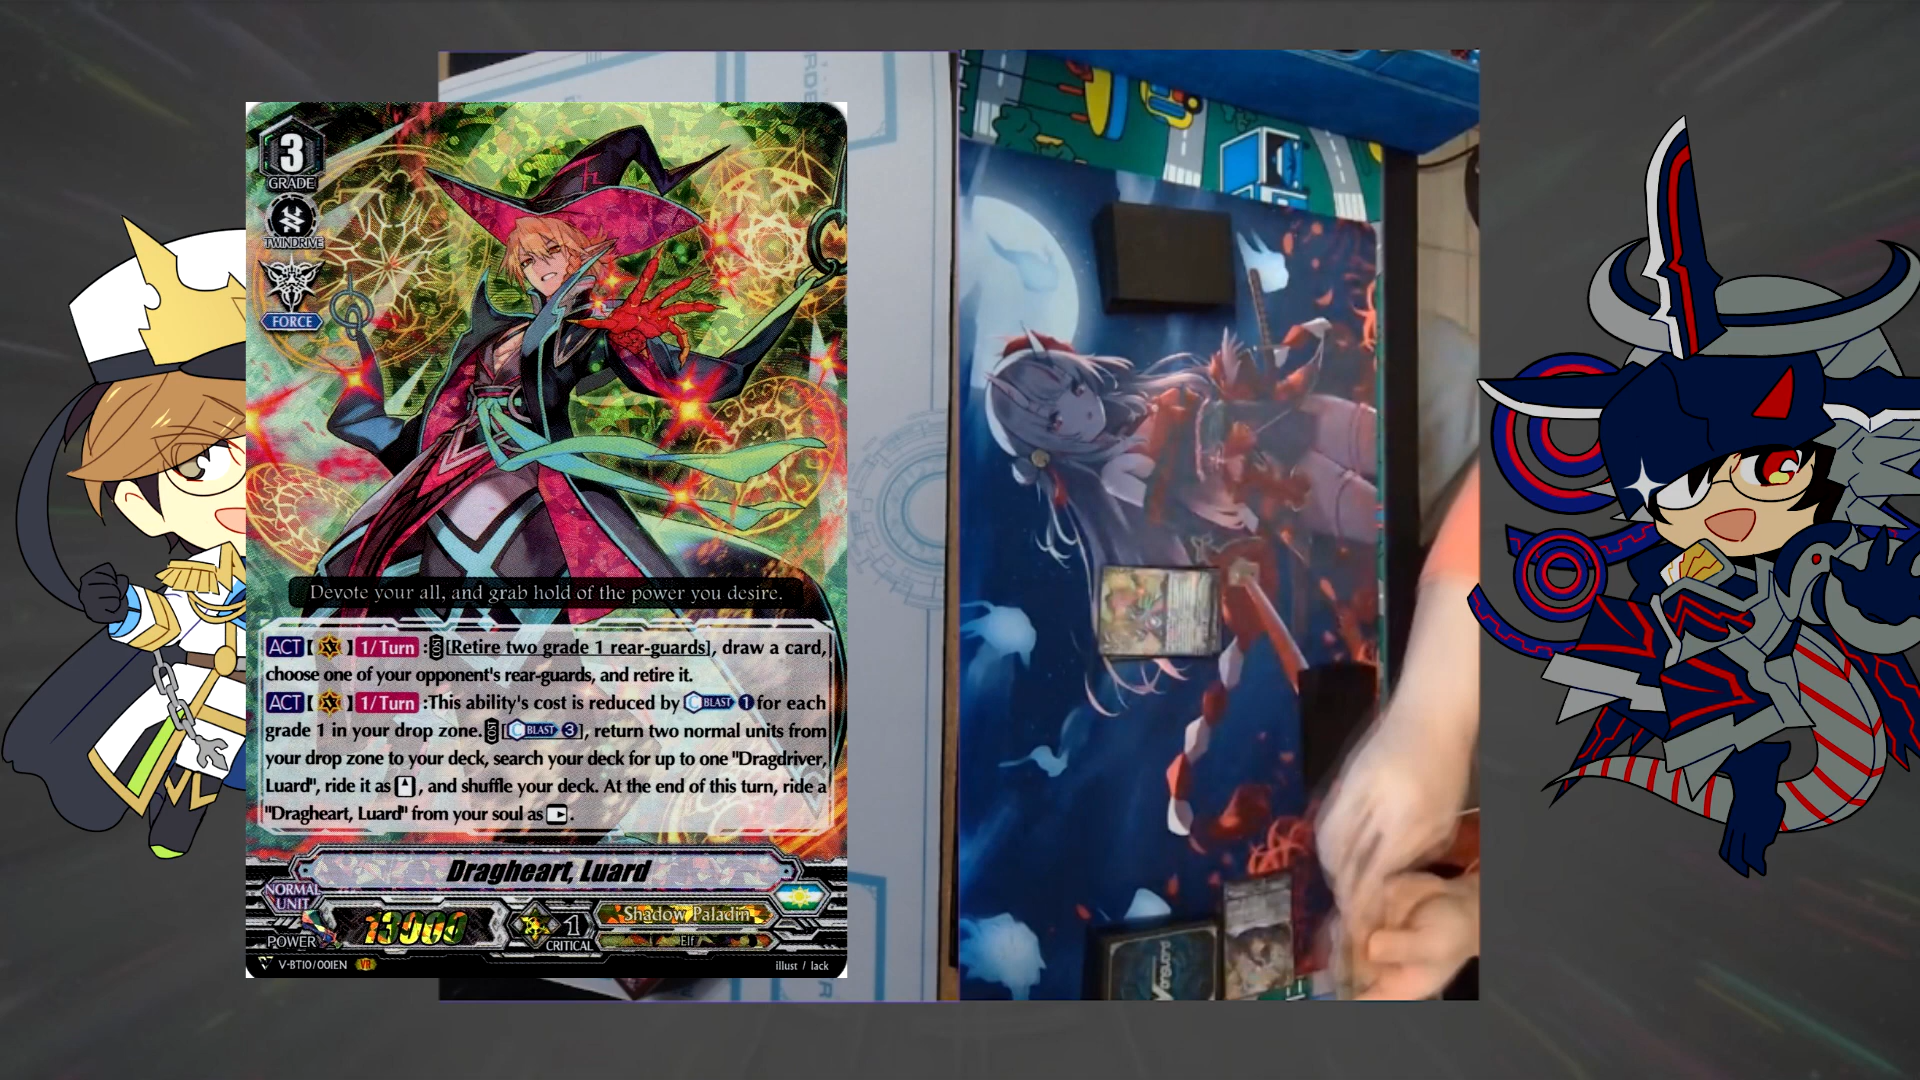 3
GRADE
TWINDRIVE
FORCE
Devote your all, and grab hold of the power you desire.
ACT【 】1/Turn :COST[Retire two grade 1 rear-guards], draw a card,
choose one of your opponent's rear-guards, and retire it.
ACT【 】1/Turn :This ability's cost is reduced by C BLAST 1 for each
grade 1 in your drop zone.COST[C BLAST 3], return two normal units from
your drop zone to your deck, search your deck for up to one "Dragdriver,
Luard", ride it as , and shuffle your deck. At the end of this turn, ride a
"Dragheart, Luard" from your soul as .
Dragheart, Luard
NORMAL
UNIT
POWER 13000
1
CRITICAL
Shadow Paladin
Elf
V-BT10/001EN VR
illust / lack
Vanguard